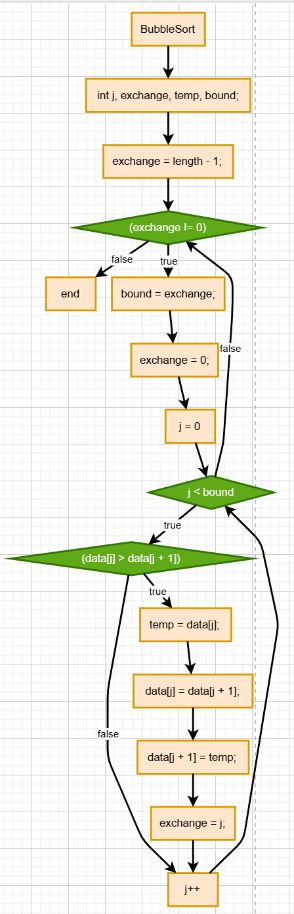 BubbleSort
int j, exchange, temp, bound;
exchange = length - 1;
(exchange != 0)
false
true
end
bound = exchange;
exchange = 0;
false
j = 0
j < bound
true
(data[j] > data[j + 1])
true
temp = data[j];
data[j] = data[j + 1];
false
data[j + 1] = temp;
exchange = j;
j++